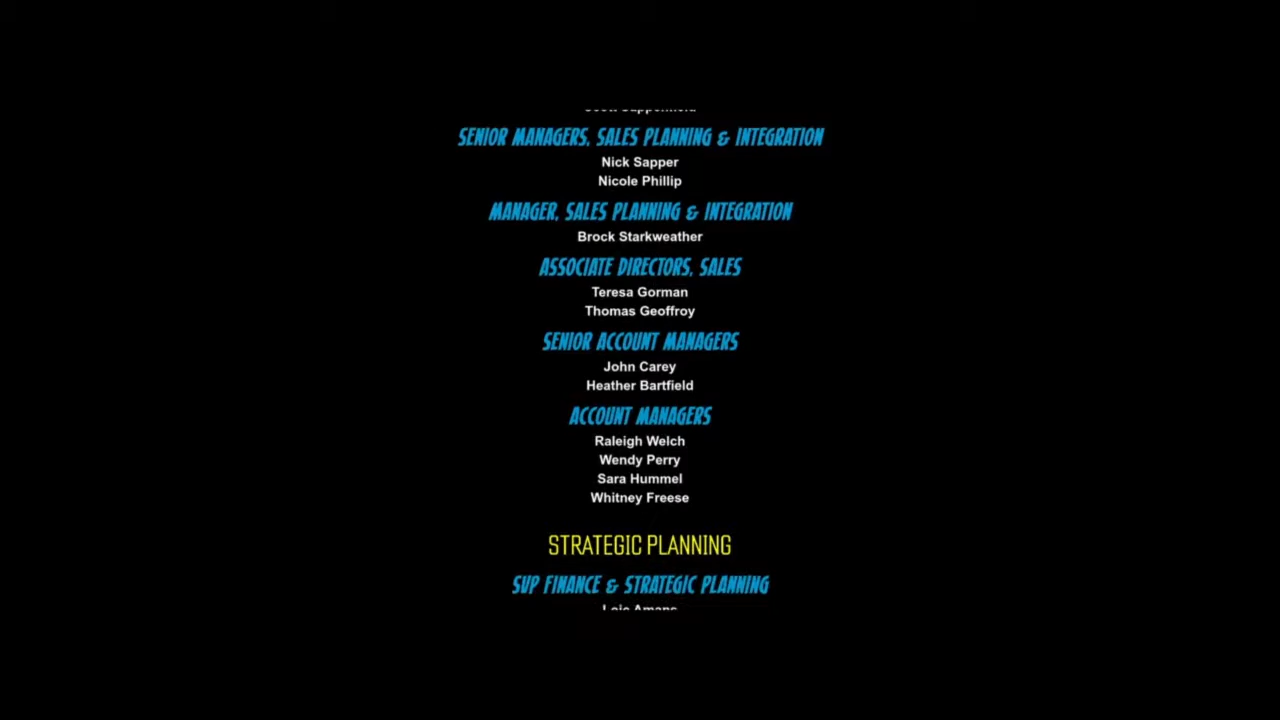 SENIOR MANAGERS, SALES PLANNING & INTEGRATION
Nick Sapper
Nicole Phillip
MANAGER, SALES PLANNING & INTEGRATION
Brock Starkweather
ASSOCIATE DIRECTORS, SALES
Teresa Gorman
Thomas Geoffroy
SENIOR ACCOUNT MANAGERS
John Carey
Heather Bartfield
ACCOUNT MANAGERS
Raleigh Welch
Wendy Perry
Sara Hummel
Whitney Freese
STRATEGIC PLANNING
SVP FINANCE & STRATEGIC PLANNING